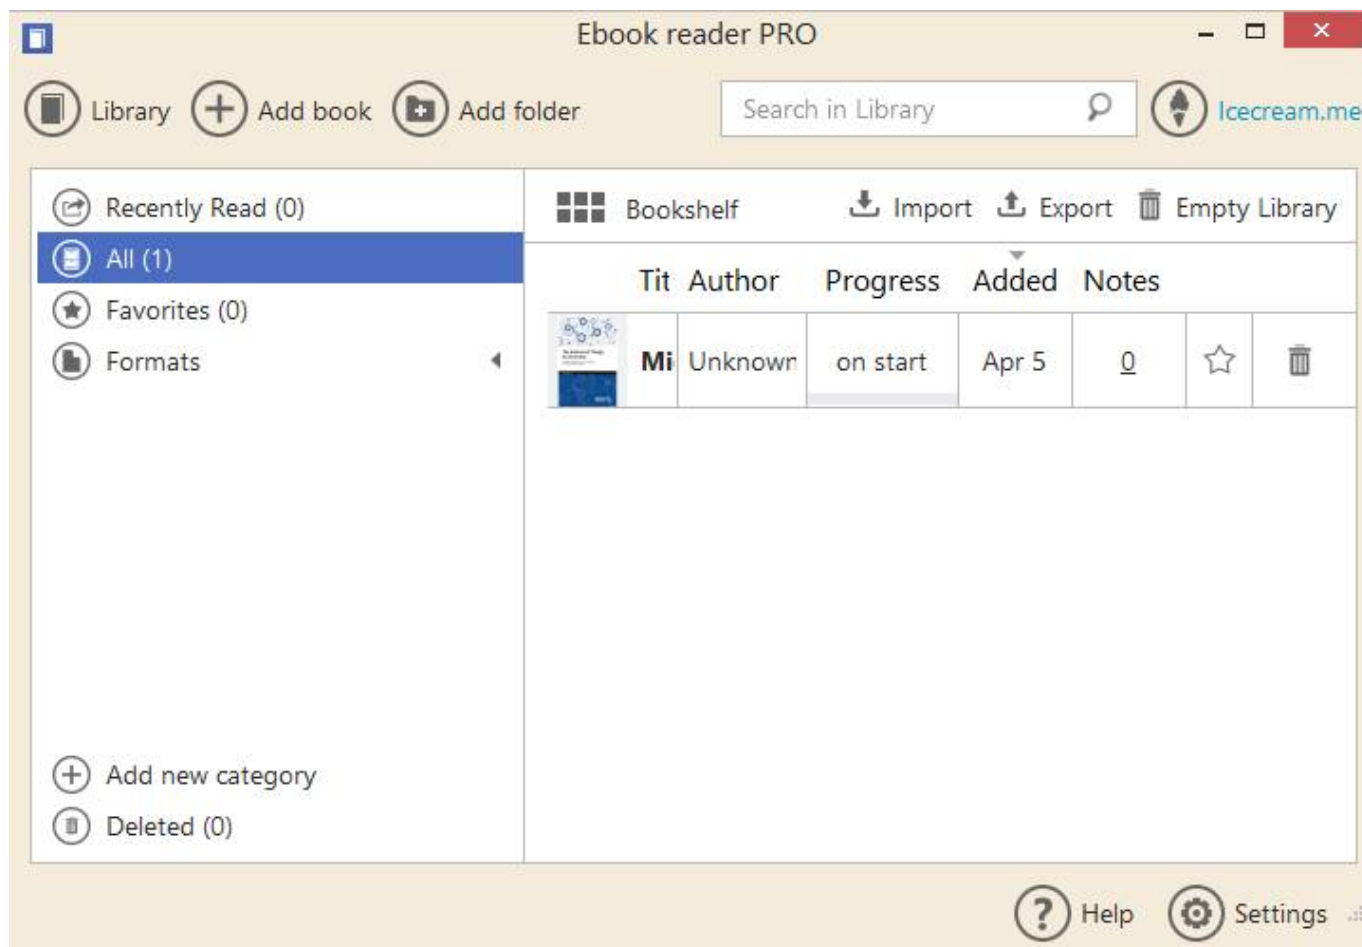 Ebook reader PRO
Library Add book Add folder Search in Library Icecream.me
Recently Read (0)
All (1)
Favorites (0)
Formats
Add new category
Deleted (0)
Bookshelf Import Export Empty Library
Tit Author Progress Added Notes
Mi Unknown on start Apr 5 0
Help Settings